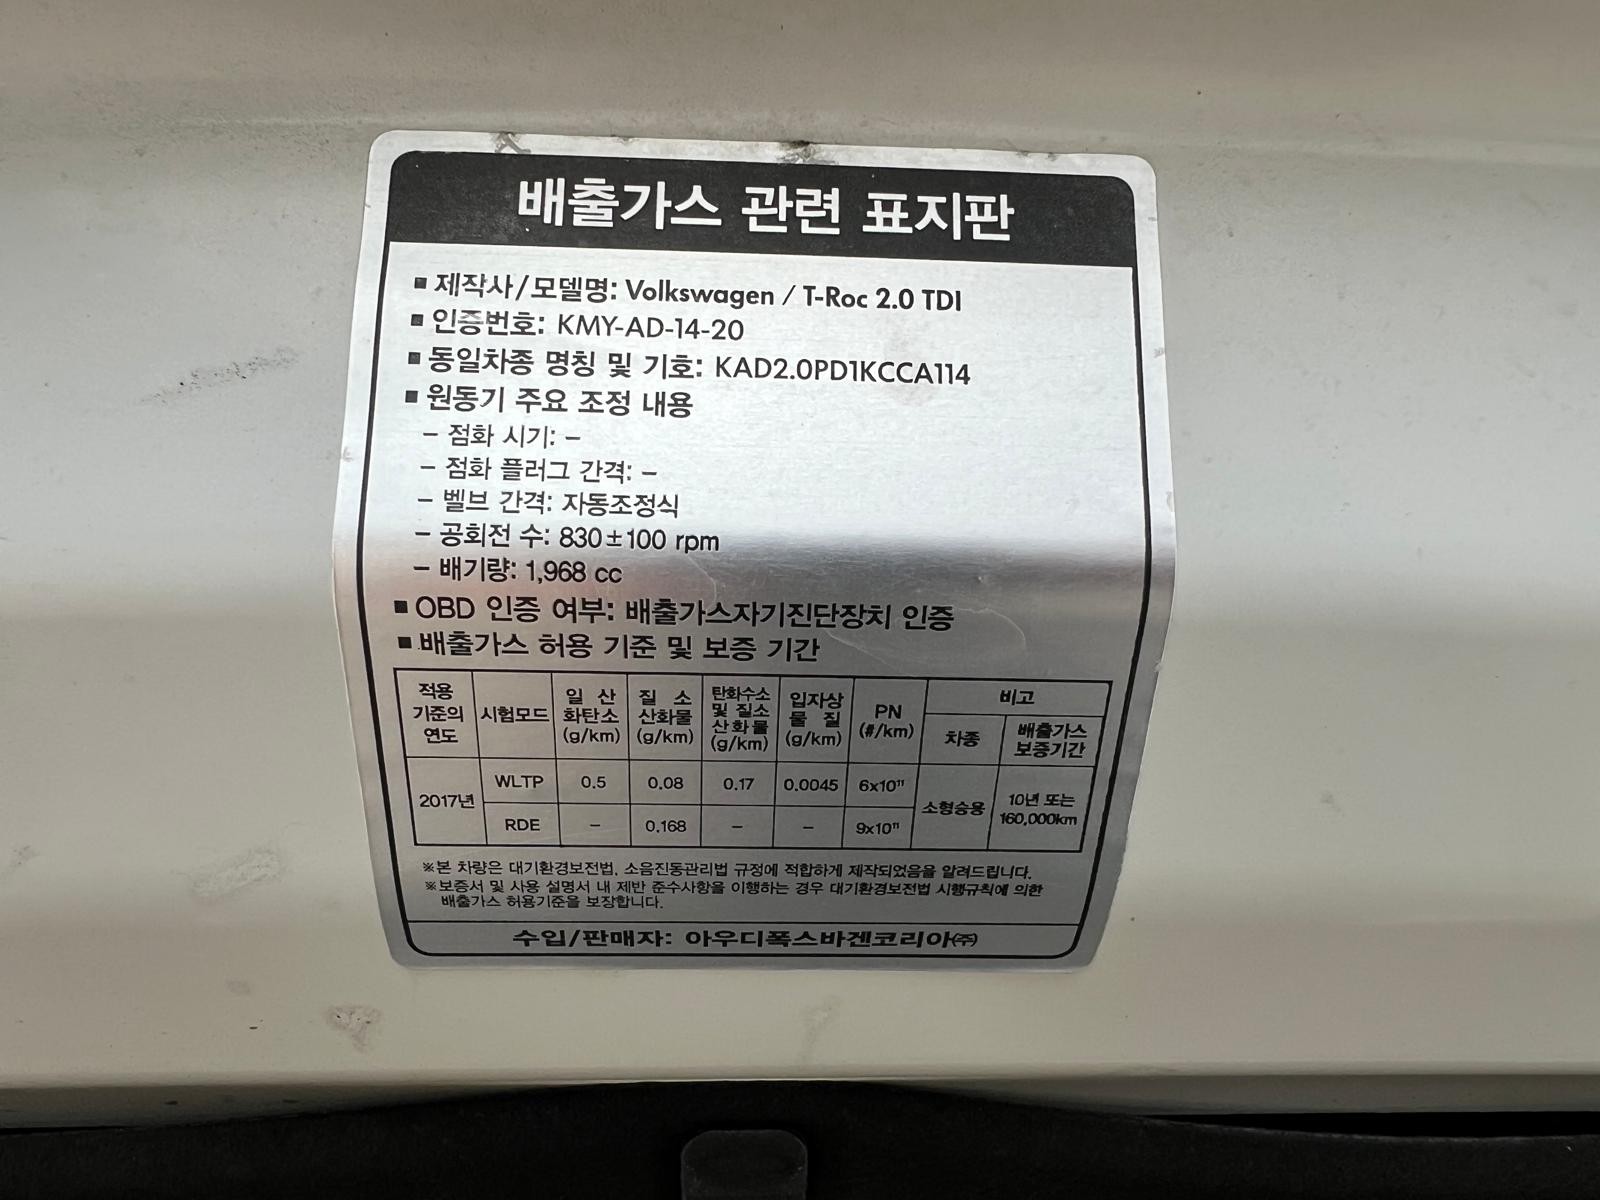 배출가스 관련 표지판
▪ 제작사/모델명: Volkswagen / T-Roc 2.0 TDI
▪ 인증번호: KMY-AD-14-20
▪ 동일차종 명칭 및 기호: KAD2.0PD1KCCA114
▪ 원동기 주요 조정 내용
– 점화 시기: –
– 점화 플러그 간격: –
– 벨브 간격: 자동조정식
– 공회전 수: 830±100 rpm
– 배기량: 1,968 cc
▪ OBD 인증 여부: 배출가스자기진단장치 인증
▪ 배출가스 허용 기준 및 보증 기간
적용 기준의 연도 시험모드 일산화탄소 (g/km) 질소산화물 (g/km) 탄화수소 및 질소산화물 (g/km) 입자상물질 (g/km) PN (#/km) 비고
차종 배출가스 보증기간
2017년 WLTP 0.5 0.08 0.17 0.0045 6x10¹¹ 소형승용 10년 또는 160,000km
RDE – 0.168 – – 9x10¹¹
※본 차량은 대기환경보전법, 소음진동관리법 규정에 적합하게 제작되었음을 알려드립니다.
※보증서 및 사용 설명서 내 제반 준수사항을 이행하는 경우 대기환경보전법 시행규칙에 의한
배출가스 허용기준을 보장합니다.
수입/판매자: 아우디폭스바겐코리아㈜